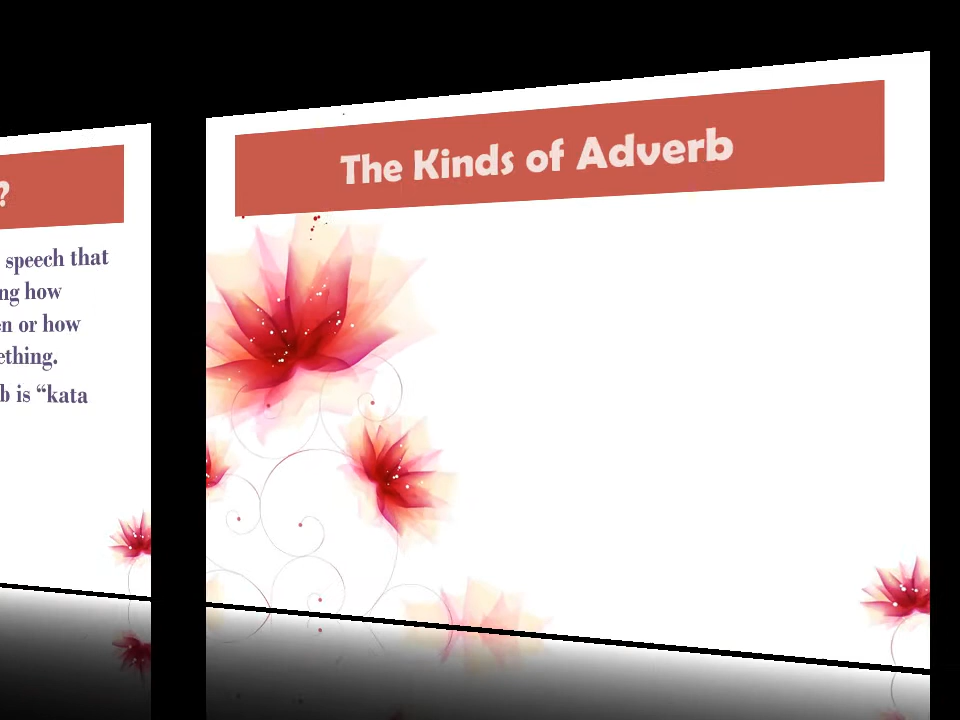 ?
speech that
ng how
en or how
ething.
b is “kata
The Kinds of Adverb